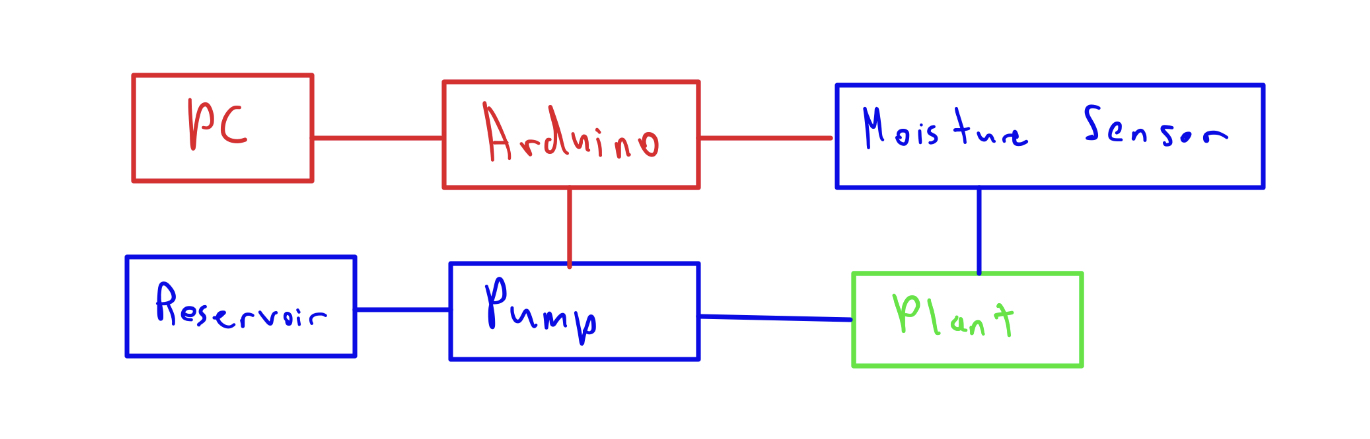 PC
Arduino
Moisture Sensor
Reservoir
Pump
Plant